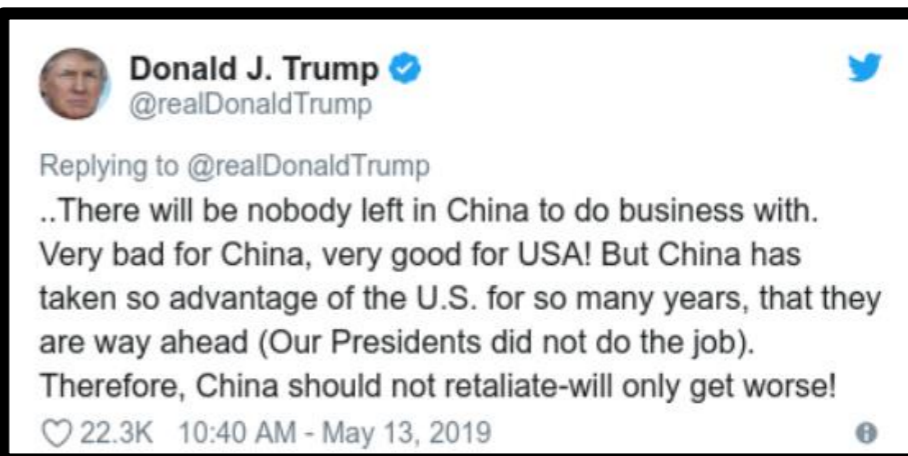 Donald J. Trump
@realDonaldTrump
Replying to @realDonaldTrump
..There will be nobody left in China to do business with.
Very bad for China, very good for USA! But China has
taken so advantage of the U.S. for so many years, that they
are way ahead (Our Presidents did not do the job).
Therefore, China should not retaliate-will only get worse!
22.3K 10:40 AM - May 13, 2019